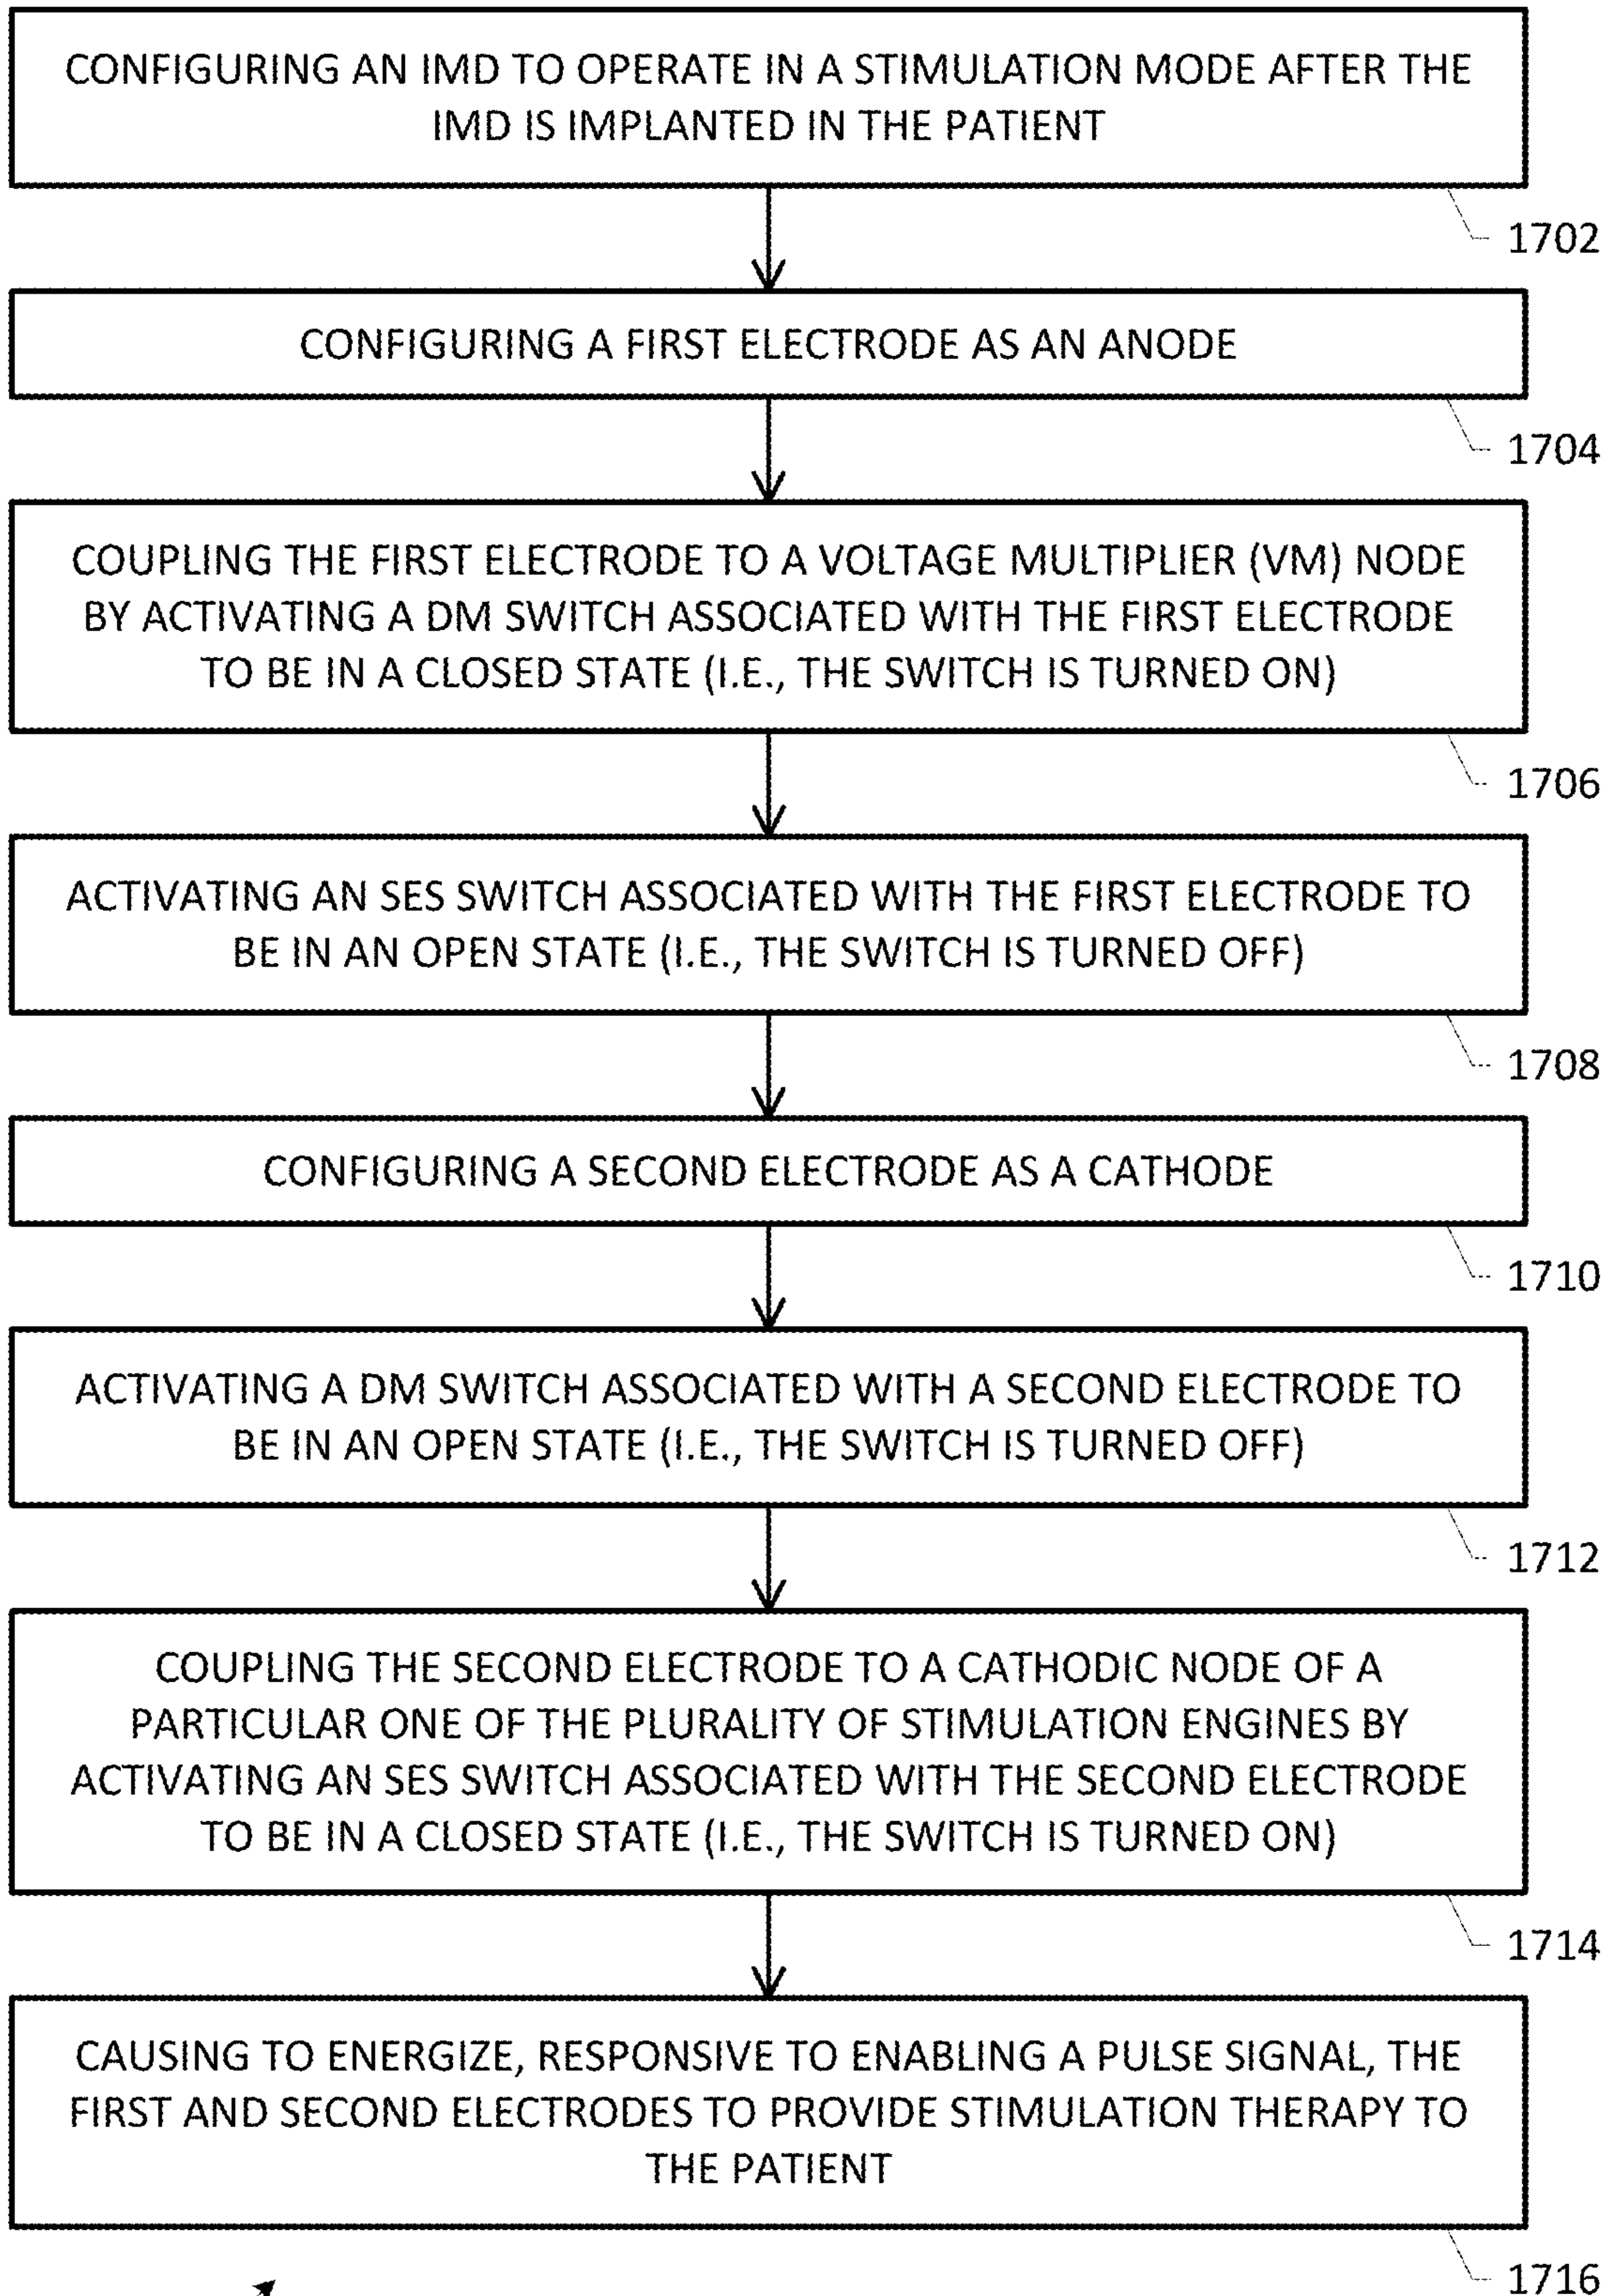 CONFIGURING AN IMD TO OPERATE IN A STIMULATION MODE AFTER THE
IMD IS IMPLANTED IN THE PATIENT
1702
CONFIGURING A FIRST ELECTRODE AS AN ANODE
1704
COUPLING THE FIRST ELECTRODE TO A VOLTAGE MULTIPLIER (VM) NODE
BY ACTIVATING A DM SWITCH ASSOCIATED WITH THE FIRST ELECTRODE
TO BE IN A CLOSED STATE (I.E., THE SWITCH IS TURNED ON)
1706
ACTIVATING AN SES SWITCH ASSOCIATED WITH THE FIRST ELECTRODE TO
BE IN AN OPEN STATE (I.E., THE SWITCH IS TURNED OFF)
1708
CONFIGURING A SECOND ELECTRODE AS A CATHODE
1710
ACTIVATING A DM SWITCH ASSOCIATED WITH A SECOND ELECTRODE TO
BE IN AN OPEN STATE (I.E., THE SWITCH IS TURNED OFF)
1712
COUPLING THE SECOND ELECTRODE TO A CATHODIC NODE OF A
PARTICULAR ONE OF THE PLURALITY OF STIMULATION ENGINES BY
ACTIVATING AN SES SWITCH ASSOCIATED WITH THE SECOND ELECTRODE
TO BE IN A CLOSED STATE (I.E., THE SWITCH IS TURNED ON)
1714
CAUSING TO ENERGIZE, RESPONSIVE TO ENABLING A PULSE SIGNAL, THE
FIRST AND SECOND ELECTRODES TO PROVIDE STIMULATION THERAPY TO
THE PATIENT
1716